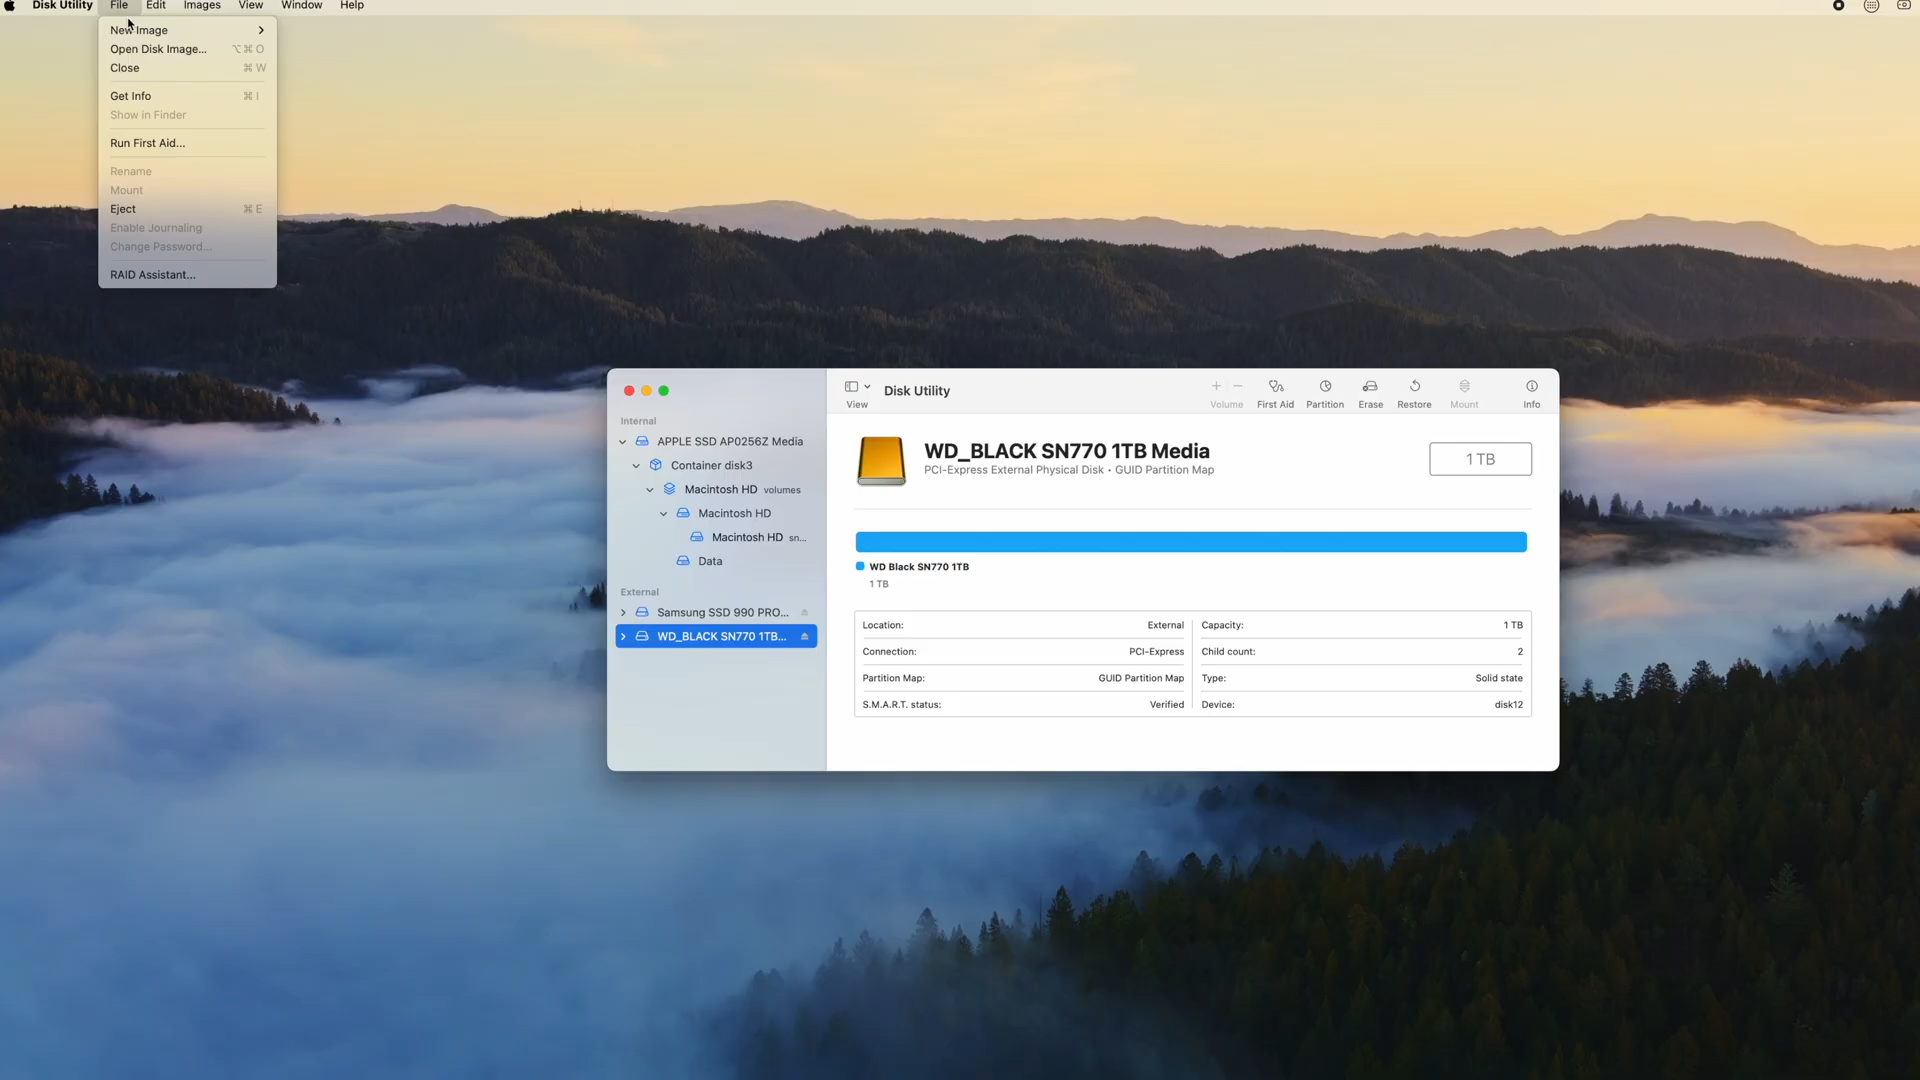 Disk Utility File Edit Images View Window Help
New Image
Open Disk Image... ⌥⌘O
Close ⌘W
Get Info ⌘I
Show in Finder
Run First Aid...
Rename
Mount
Eject ⌘E
Enable Journaling
Change Password...
RAID Assistant...
View
Disk Utility
Volume First Aid Partition Erase Restore Mount Info
Internal
APPLE SSD AP0256Z Media
Container disk3
Macintosh HD volumes
Macintosh HD
Macintosh HD sn...
Data
External
Samsung SSD 990 PRO...
WD_BLACK SN770 1TB...
WD_BLACK SN770 1TB Media
PCI-Express External Physical Disk • GUID Partition Map
1 TB
WD Black SN770 1TB
1 TB
Location: External
Capacity: 1 TB
Connection: PCI-Express
Child count: 2
Partition Map: GUID Partition Map
Type: Solid state
S.M.A.R.T. status: Verified
Device: disk12